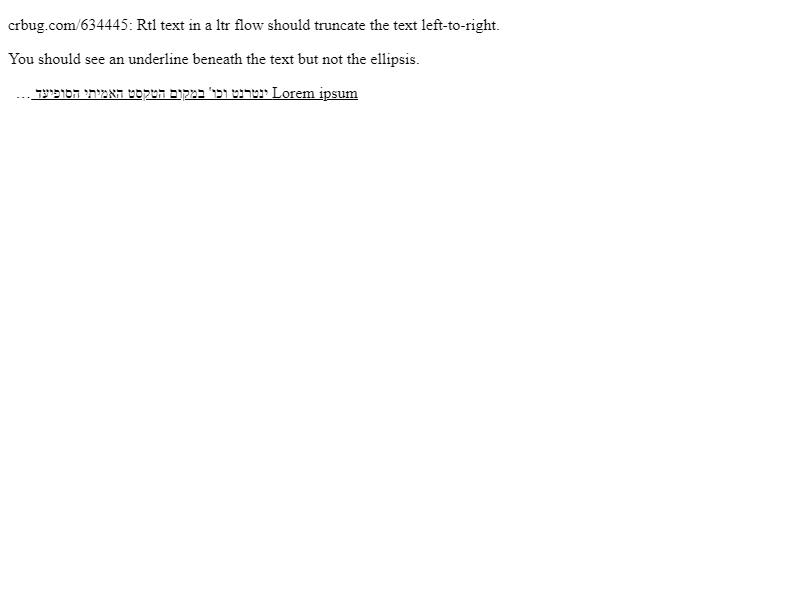 crbug.com/634445: Rtl text in a ltr flow should truncate the text left-to-right.
You should see an underline beneath the text but not the ellipsis.
Lorem ipsum ינטרנט וכו' במקום הטקסט האמיתי הסופיעד …